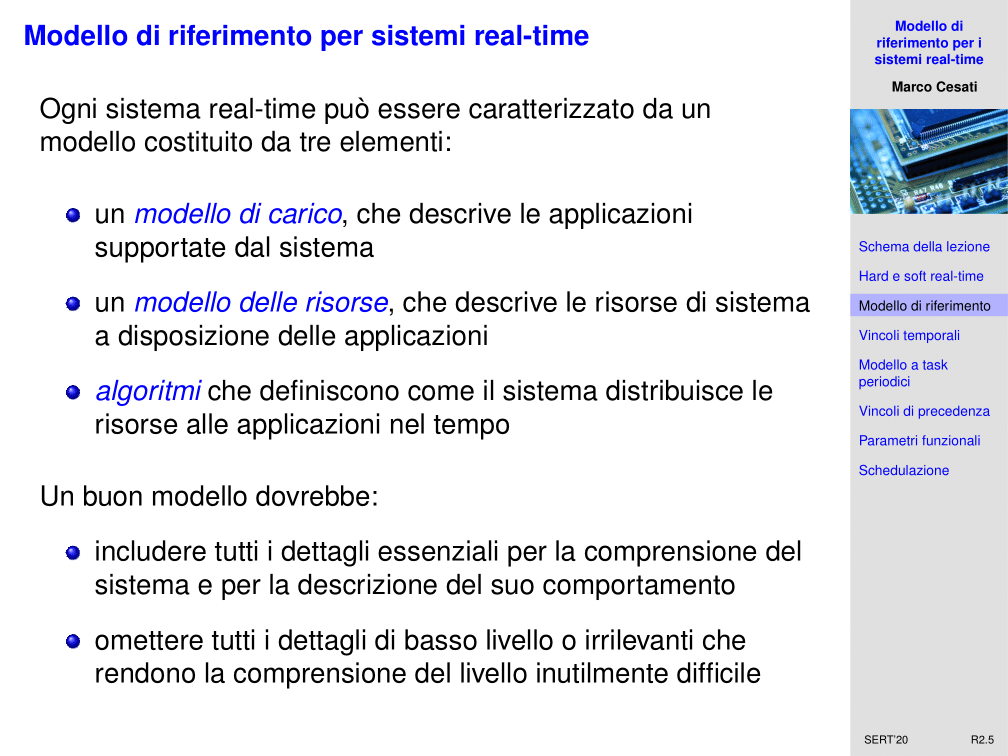 Modello di riferimento per sistemi real-time
Ogni sistema real-time può essere caratterizzato da un
modello costituito da tre elementi:
un modello di carico, che descrive le applicazioni
supportate dal sistema
un modello delle risorse, che descrive le risorse di sistema
a disposizione delle applicazioni
algoritmi che definiscono come il sistema distribuisce le
risorse alle applicazioni nel tempo
Un buon modello dovrebbe:
includere tutti i dettagli essenziali per la comprensione del
sistema e per la descrizione del suo comportamento
omettere tutti i dettagli di basso livello o irrilevanti che
rendono la comprensione del livello inutilmente difficile
Modello di
riferimento per i
sistemi real-time
Marco Cesati
R47 R46
Schema della lezione
Hard e soft real-time
Modello di riferimento
Vincoli temporali
Modello a task
periodici
Vincoli di precedenza
Parametri funzionali
Schedulazione
SERT'20 R2.5